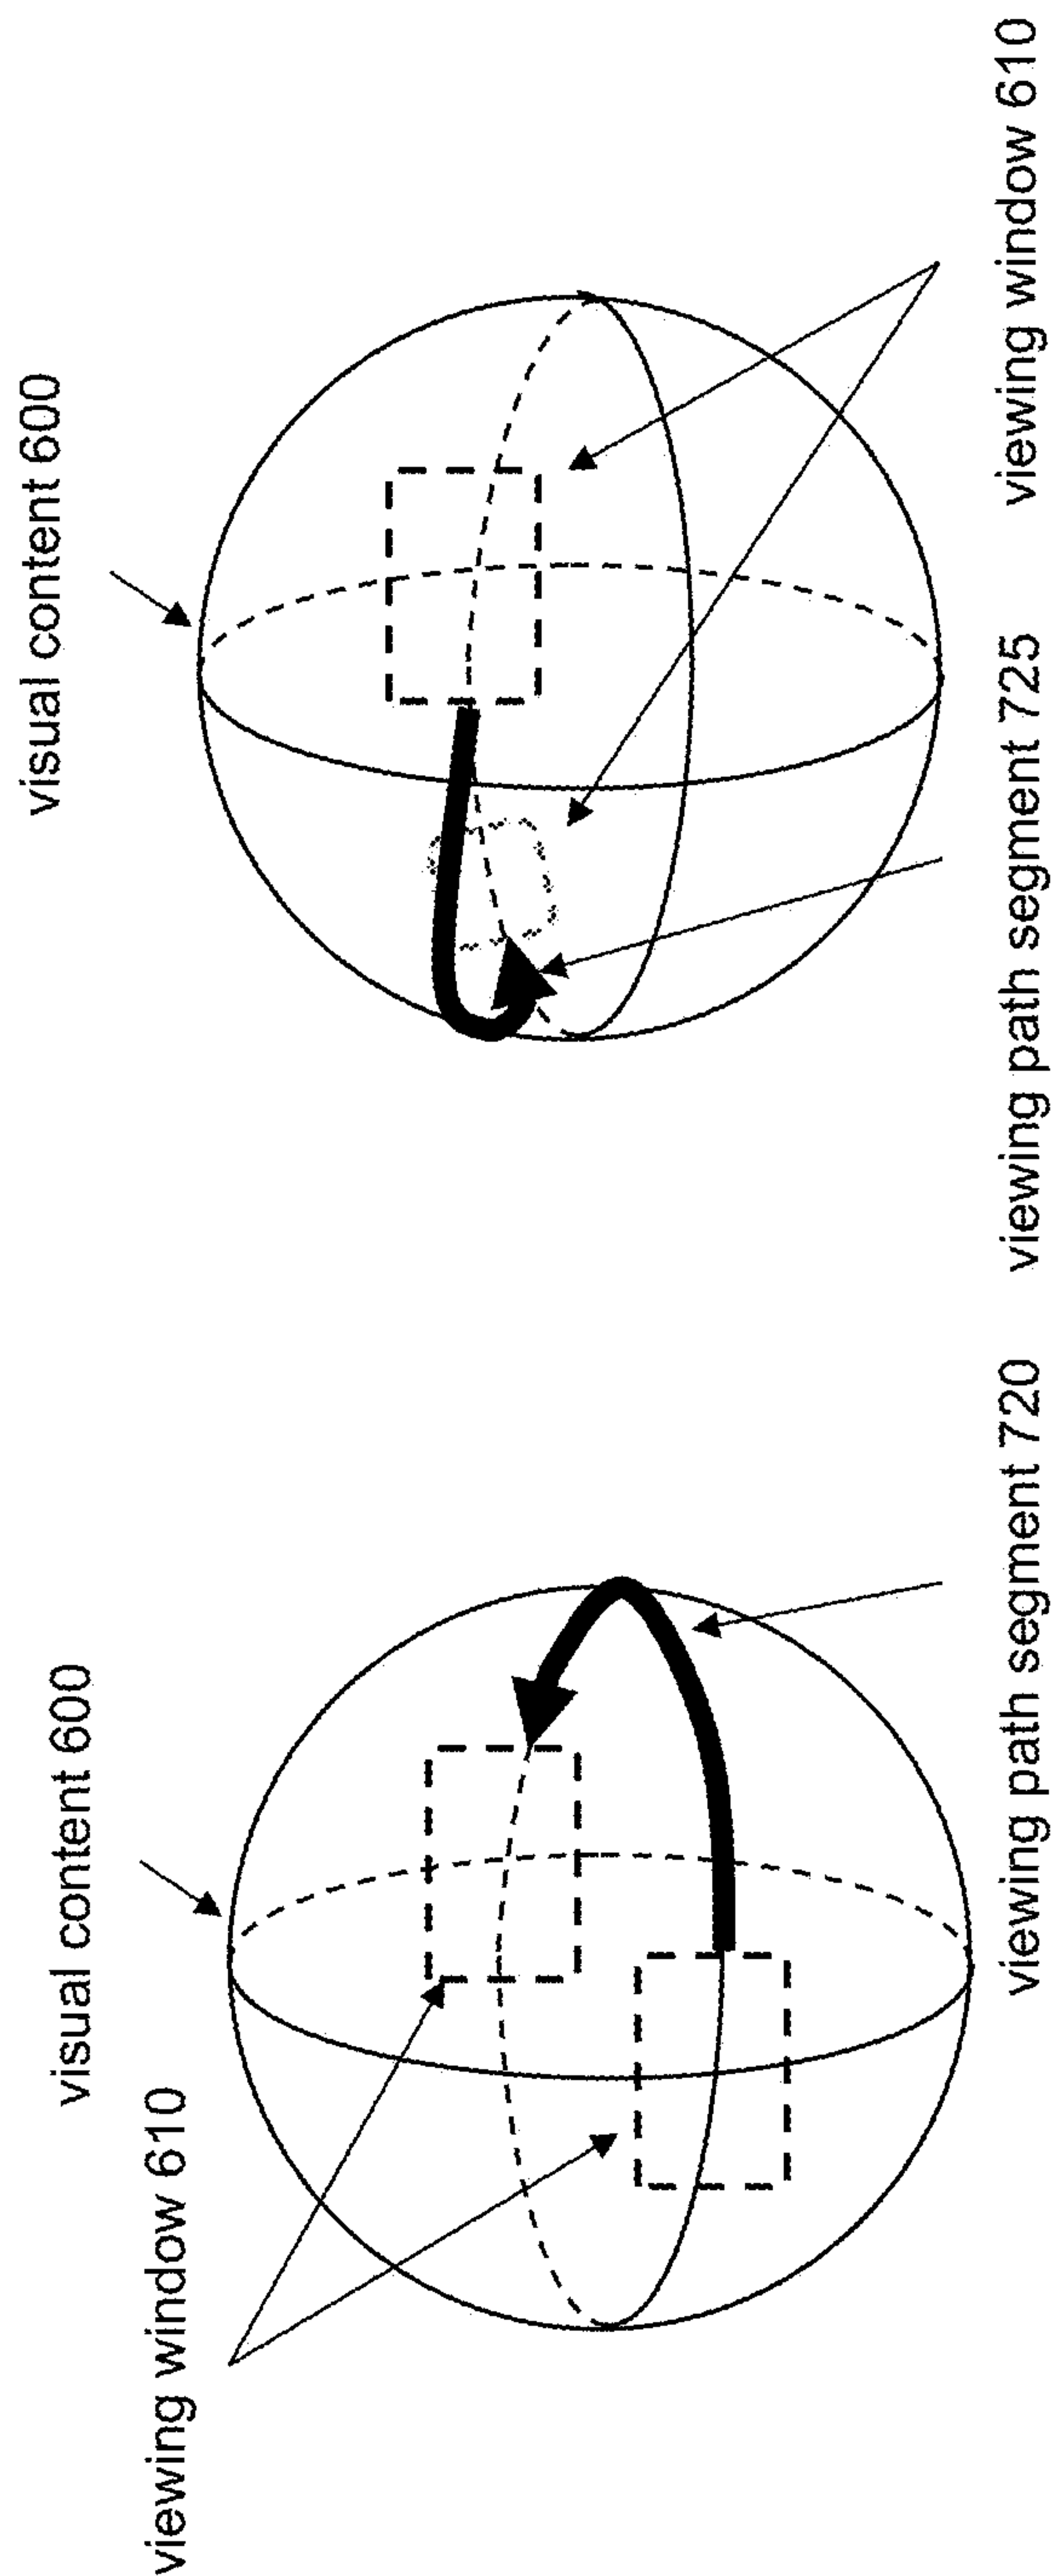 visual content 600
viewing window 610
viewing path segment 720
visual content 600
viewing path segment 725
viewing window 610